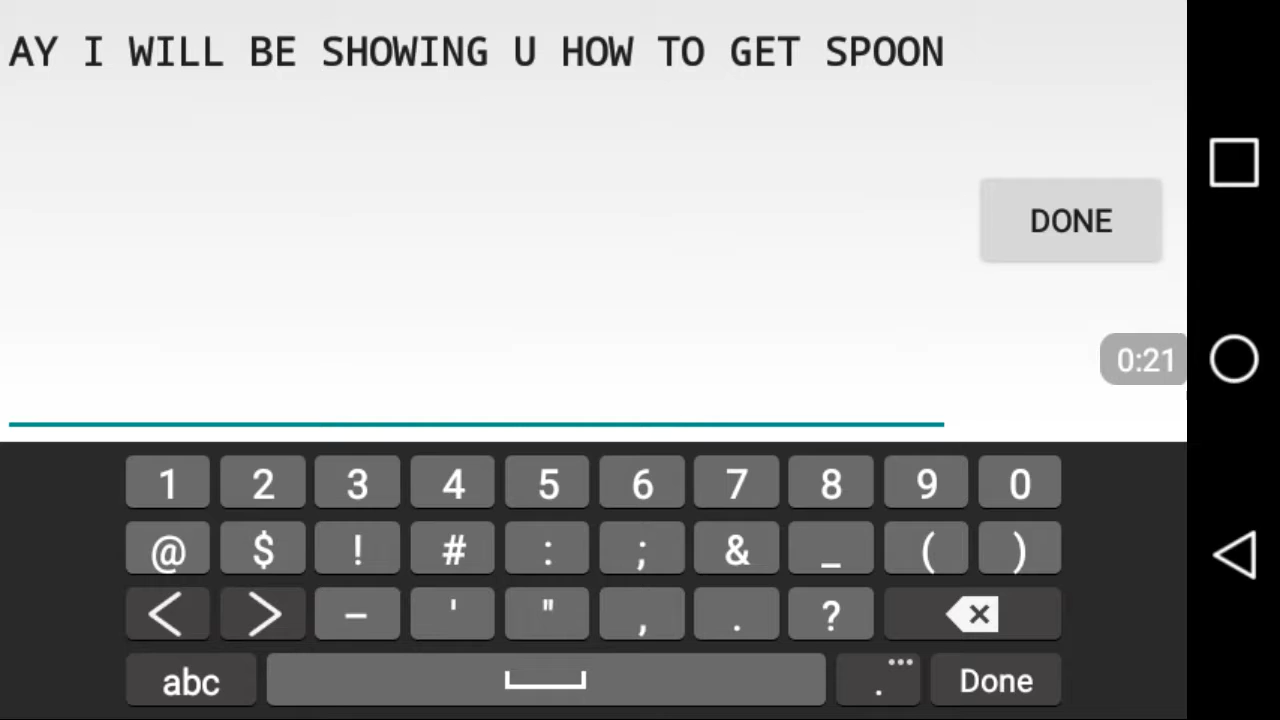 AY I WILL BE SHOWING U HOW TO GET SPOON
DONE
0:21
1 2 3 4 5 6 7 8 9 0
@ $ ! # : ; & _ ( )
< > – ' " , . ?
abc . ... Done